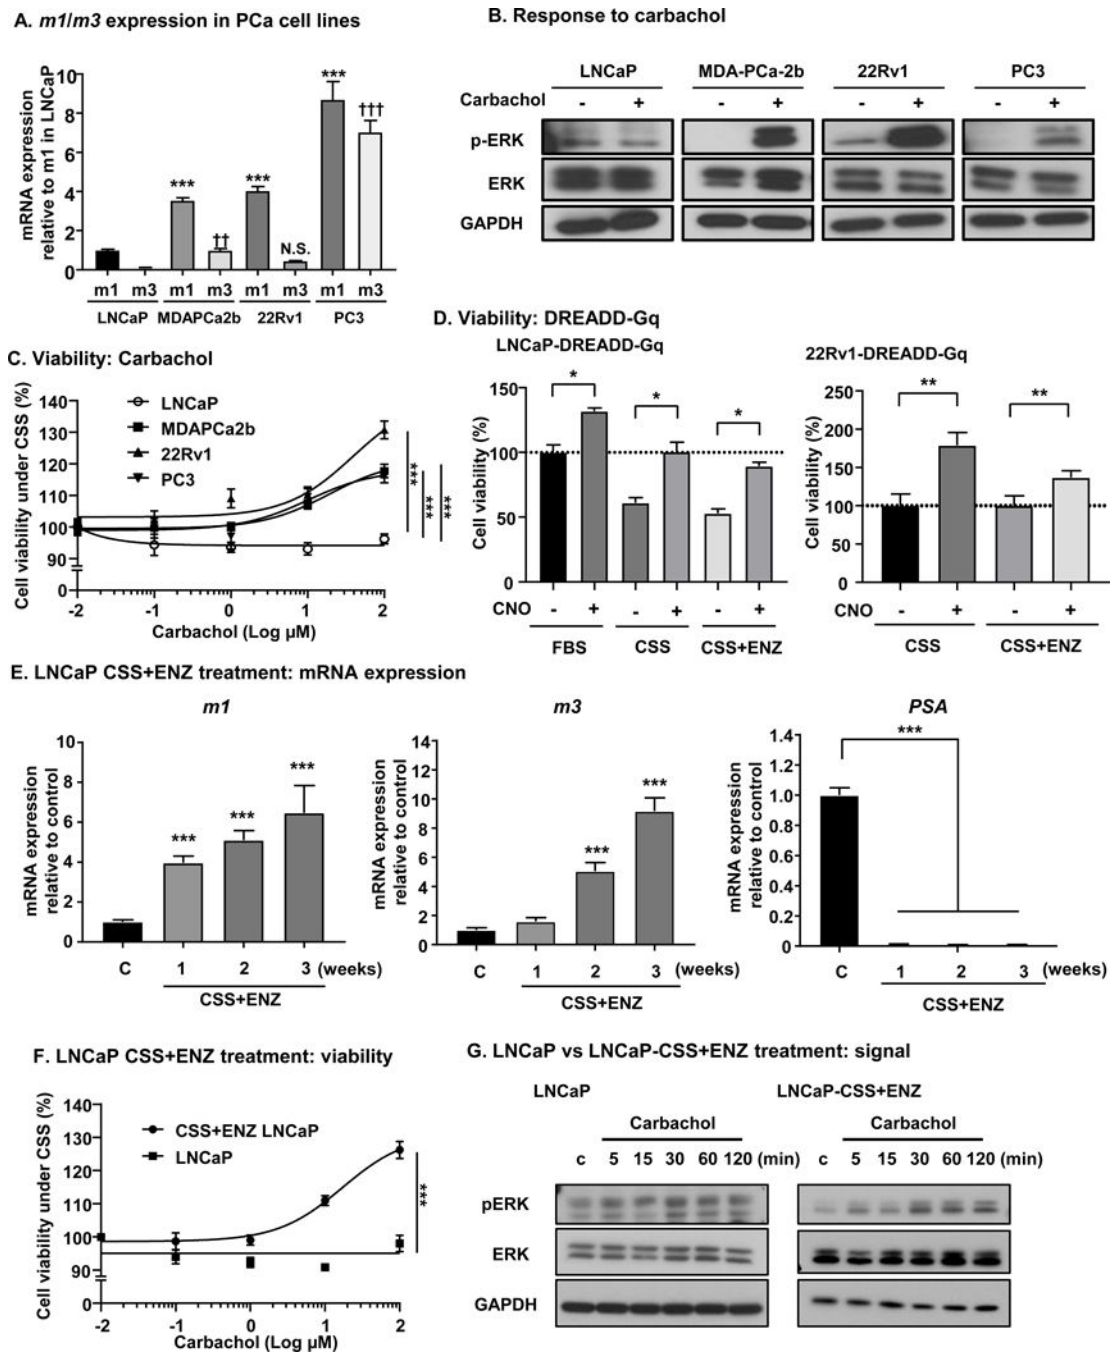 A. m1/m3 expression in PCa cell lines
mRNA expression
relative to m1 in LNCaP
10
8
6
4
2
0
*** 
††
***
N.S.
***
†††
m1 m3 m1 m3 m1 m3 m1 m3
LNCaP MDAPCa2b 22Rv1 PC3
B. Response to carbachol
LNCaP MDA-PCa-2b 22Rv1 PC3
Carbachol - + - + - + - +
p-ERK
ERK
GAPDH
C. Viability: Carbachol
Cell viability under CSS (%)
140
130
120
110
100
90
0
LNCaP
MDAPCa2b
22Rv1
PC3
***
***
***
-2 -1 0 1 2
Carbachol (Log µM)
D. Viability: DREADD-Gq
LNCaP-DREADD-Gq
Cell viability (%)
150
100
50
0
* * *
CNO - + - + - +
FBS CSS CSS+ENZ
22Rv1-DREADD-Gq
Cell viability (%)
250
200
150
100
50
0
** **
CNO - + - +
CSS CSS+ENZ
E. LNCaP CSS+ENZ treatment: mRNA expression
m1
mRNA expression
relative to control
10
8
6
4
2
0
*** *** ***
C 1 2 3 (weeks)
CSS+ENZ
m3
mRNA expression
relative to control
14
12
10
8
6
4
2
0
*** ***
C 1 2 3 (weeks)
CSS+ENZ
PSA
mRNA expression
relative to control
1.4
1.2
1.0
0.8
0.6
0.4
0.2
0
***
C 1 2 3 (weeks)
CSS+ENZ
F. LNCaP CSS+ENZ treatment: viability
Cell viability under CSS (%)
140
130
120
110
100
90
0
CSS+ENZ LNCaP
LNCaP
***
-2 -1 0 1 2
Carbachol (Log µM)
G. LNCaP vs LNCaP-CSS+ENZ treatment: signal
LNCaP LNCaP-CSS+ENZ
Carbachol Carbachol
c 5 15 30 60 120 (min) c 5 15 30 60 120 (min)
pERK
ERK
GAPDH